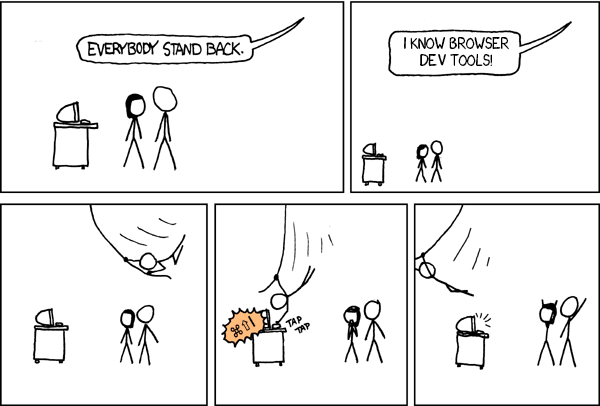 EVERYBODY STAND BACK.
I KNOW BROWSER
DEV TOOLS!
⌘⇧I
TAP
TAP